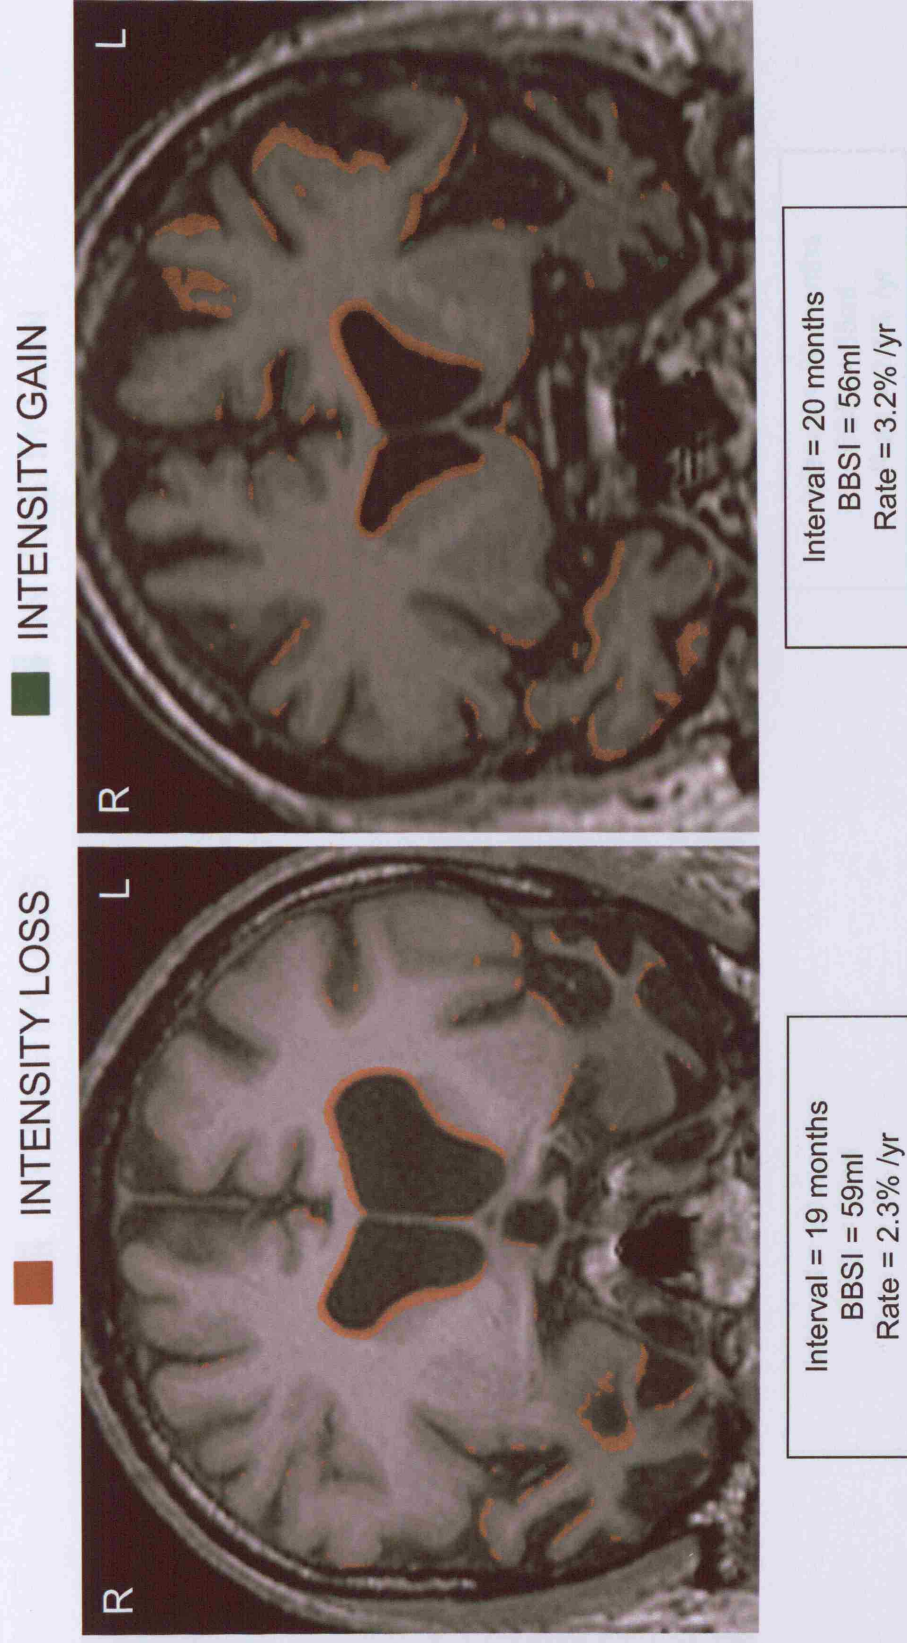 INTENSITY LOSS
INTENSITY GAIN
R
L
R
L
Interval = 19 months
BBSI = 59ml
Rate = 2.3% /yr
Interval = 20 months
BBSI = 56ml
Rate = 3.2% /yr